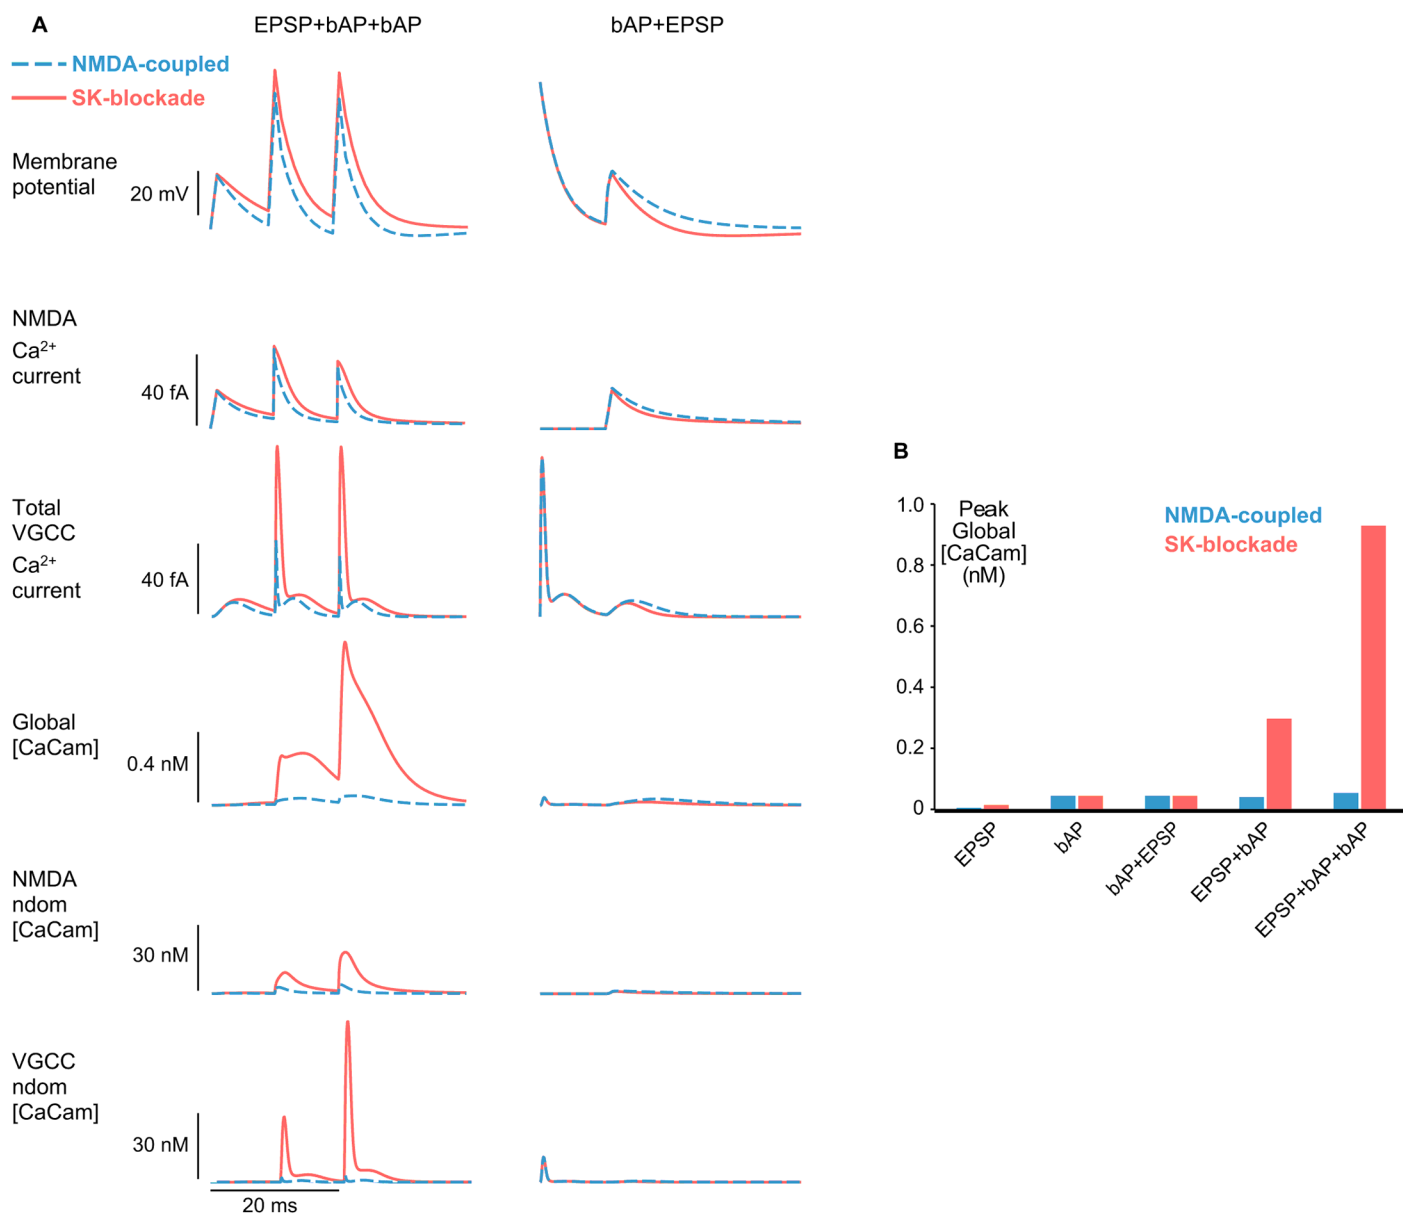 A
EPSP+bAP+bAP
bAP+EPSP
NMDA-coupled
SK-blockade
Membrane
potential
20 mV
NMDA
Ca²⁺
current
40 fA
Total
VGCC
Ca²⁺
current
40 fA
Global
[CaCam]
0.4 nM
NMDA
ndom
[CaCam]
30 nM
VGCC
ndom
[CaCam]
30 nM
20 ms
B
1.0
0.8
0.6
0.4
0.2
0
Peak
Global
[CaCam]
(nM)
NMDA-coupled
SK-blockade
EPSP
bAP
bAP+EPSP
EPSP+bAP
EPSP+bAP+bAP